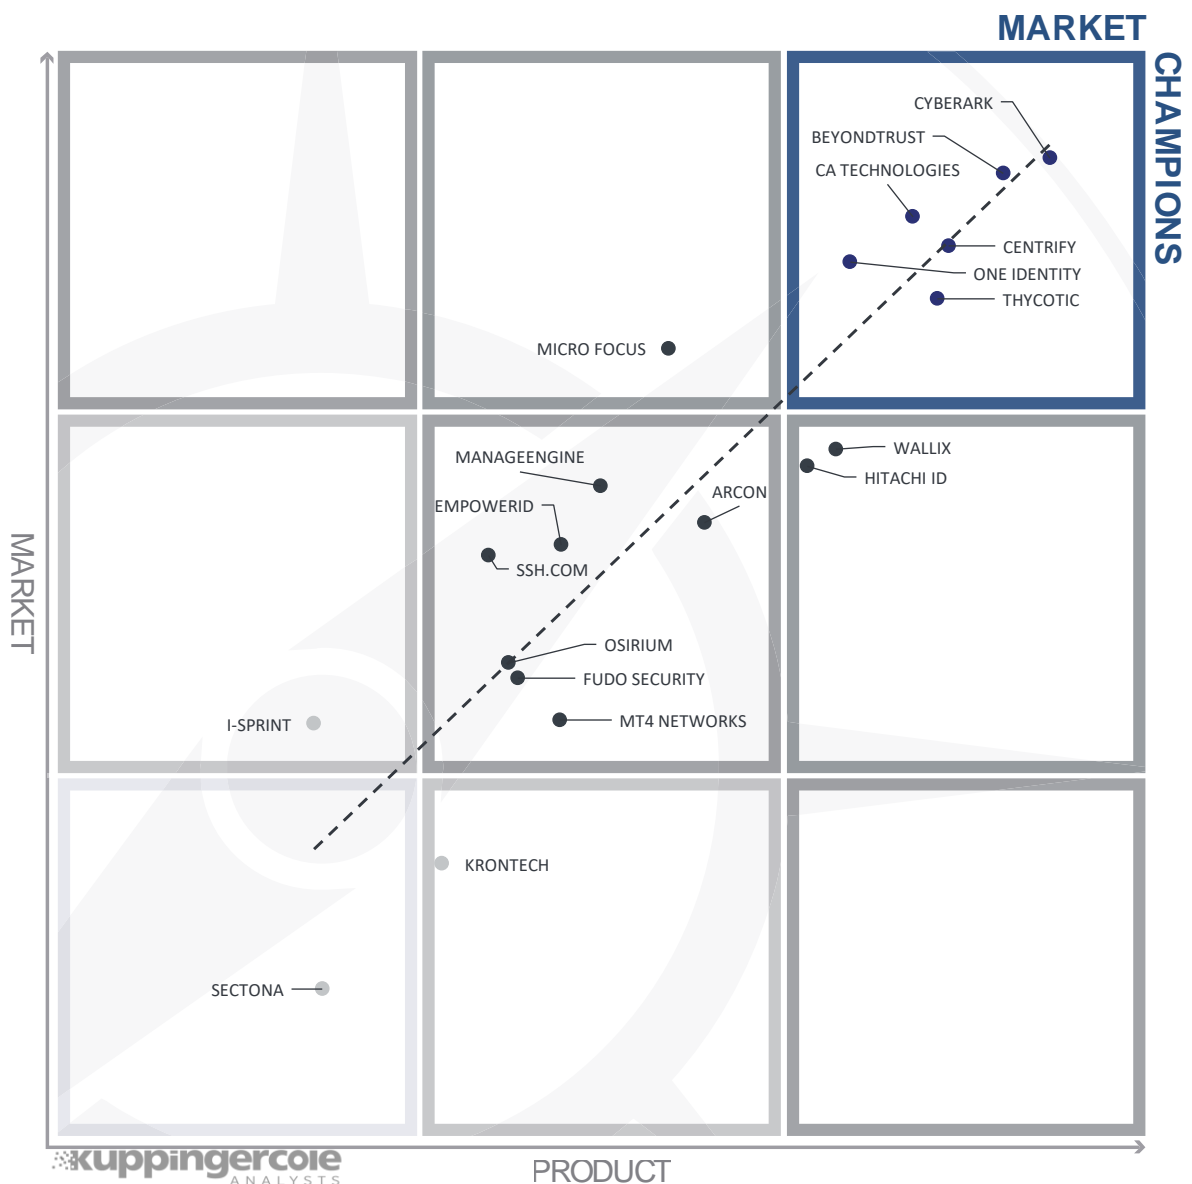 MARKET
CHAMPIONS
CYBERARK
BEYONDTRUST
CA TECHNOLOGIES
CENTRIFY
ONE IDENTITY
THYCOTIC
MICRO FOCUS
WALLIX
HITACHI ID
MANAGEENGINE
ARCON
EMPOWERID
SSH.COM
OSIRIUM
FUDO SECURITY
MT4 NETWORKS
I-SPRINT
MARKET
KRONTECH
SECTONA
kuppingercole
ANALYSTS
PRODUCT